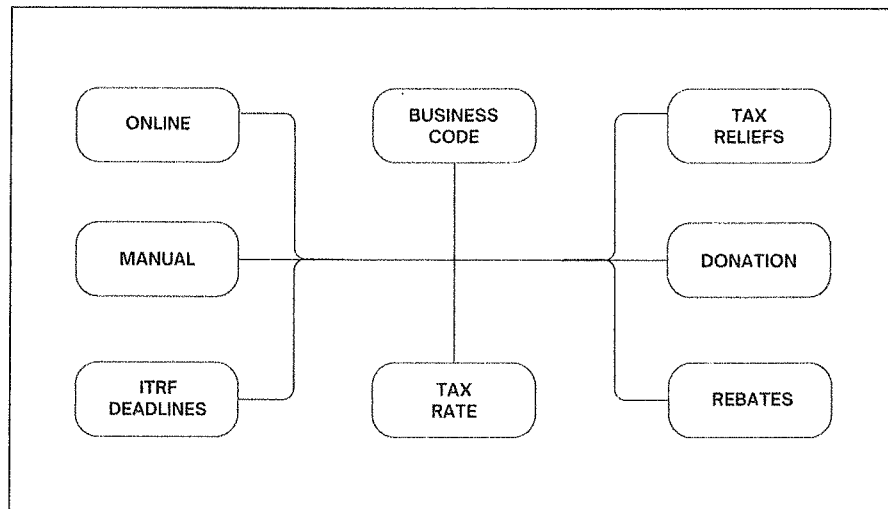 ONLINE
BUSINESS
CODE
TAX
RELIEFS
MANUAL
DONATION
ITRF
DEADLINES
TAX
RATE
REBATES